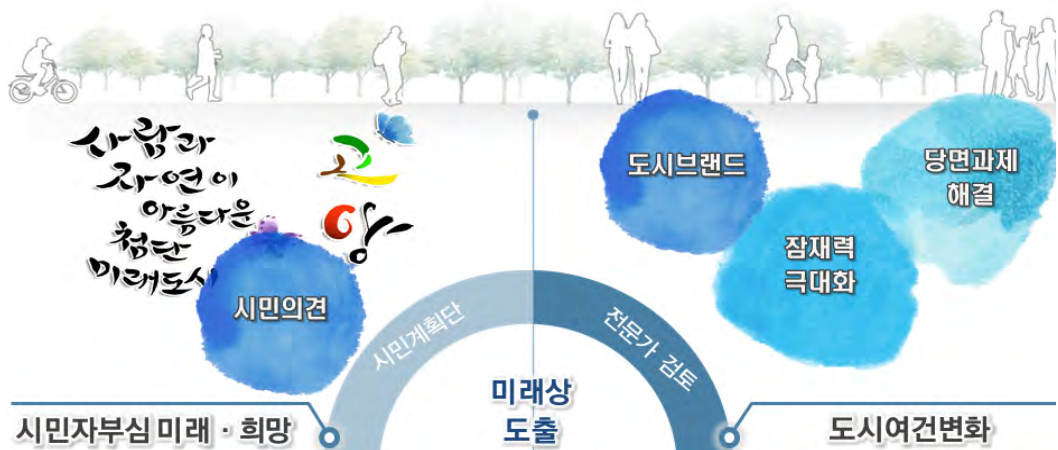 사람과
자연이
아름다운
첨단
미래도시
고
양
시민의견
도시브랜드
잠재력
극대화
당면과제
해결
시민계획단
전문가 검토
미래상
도출
시민자부심 미래 · 희망
도시여건변화